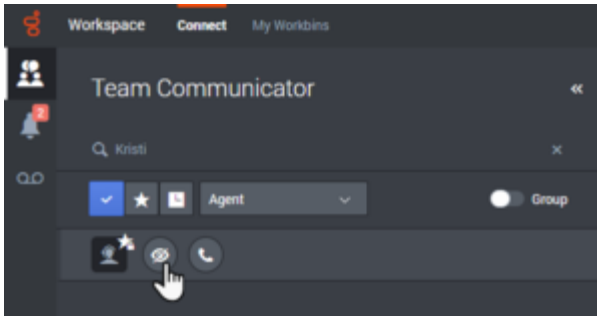 Workspace Connect My Workbins
Team Communicator
2
Kristi
Agent
Group